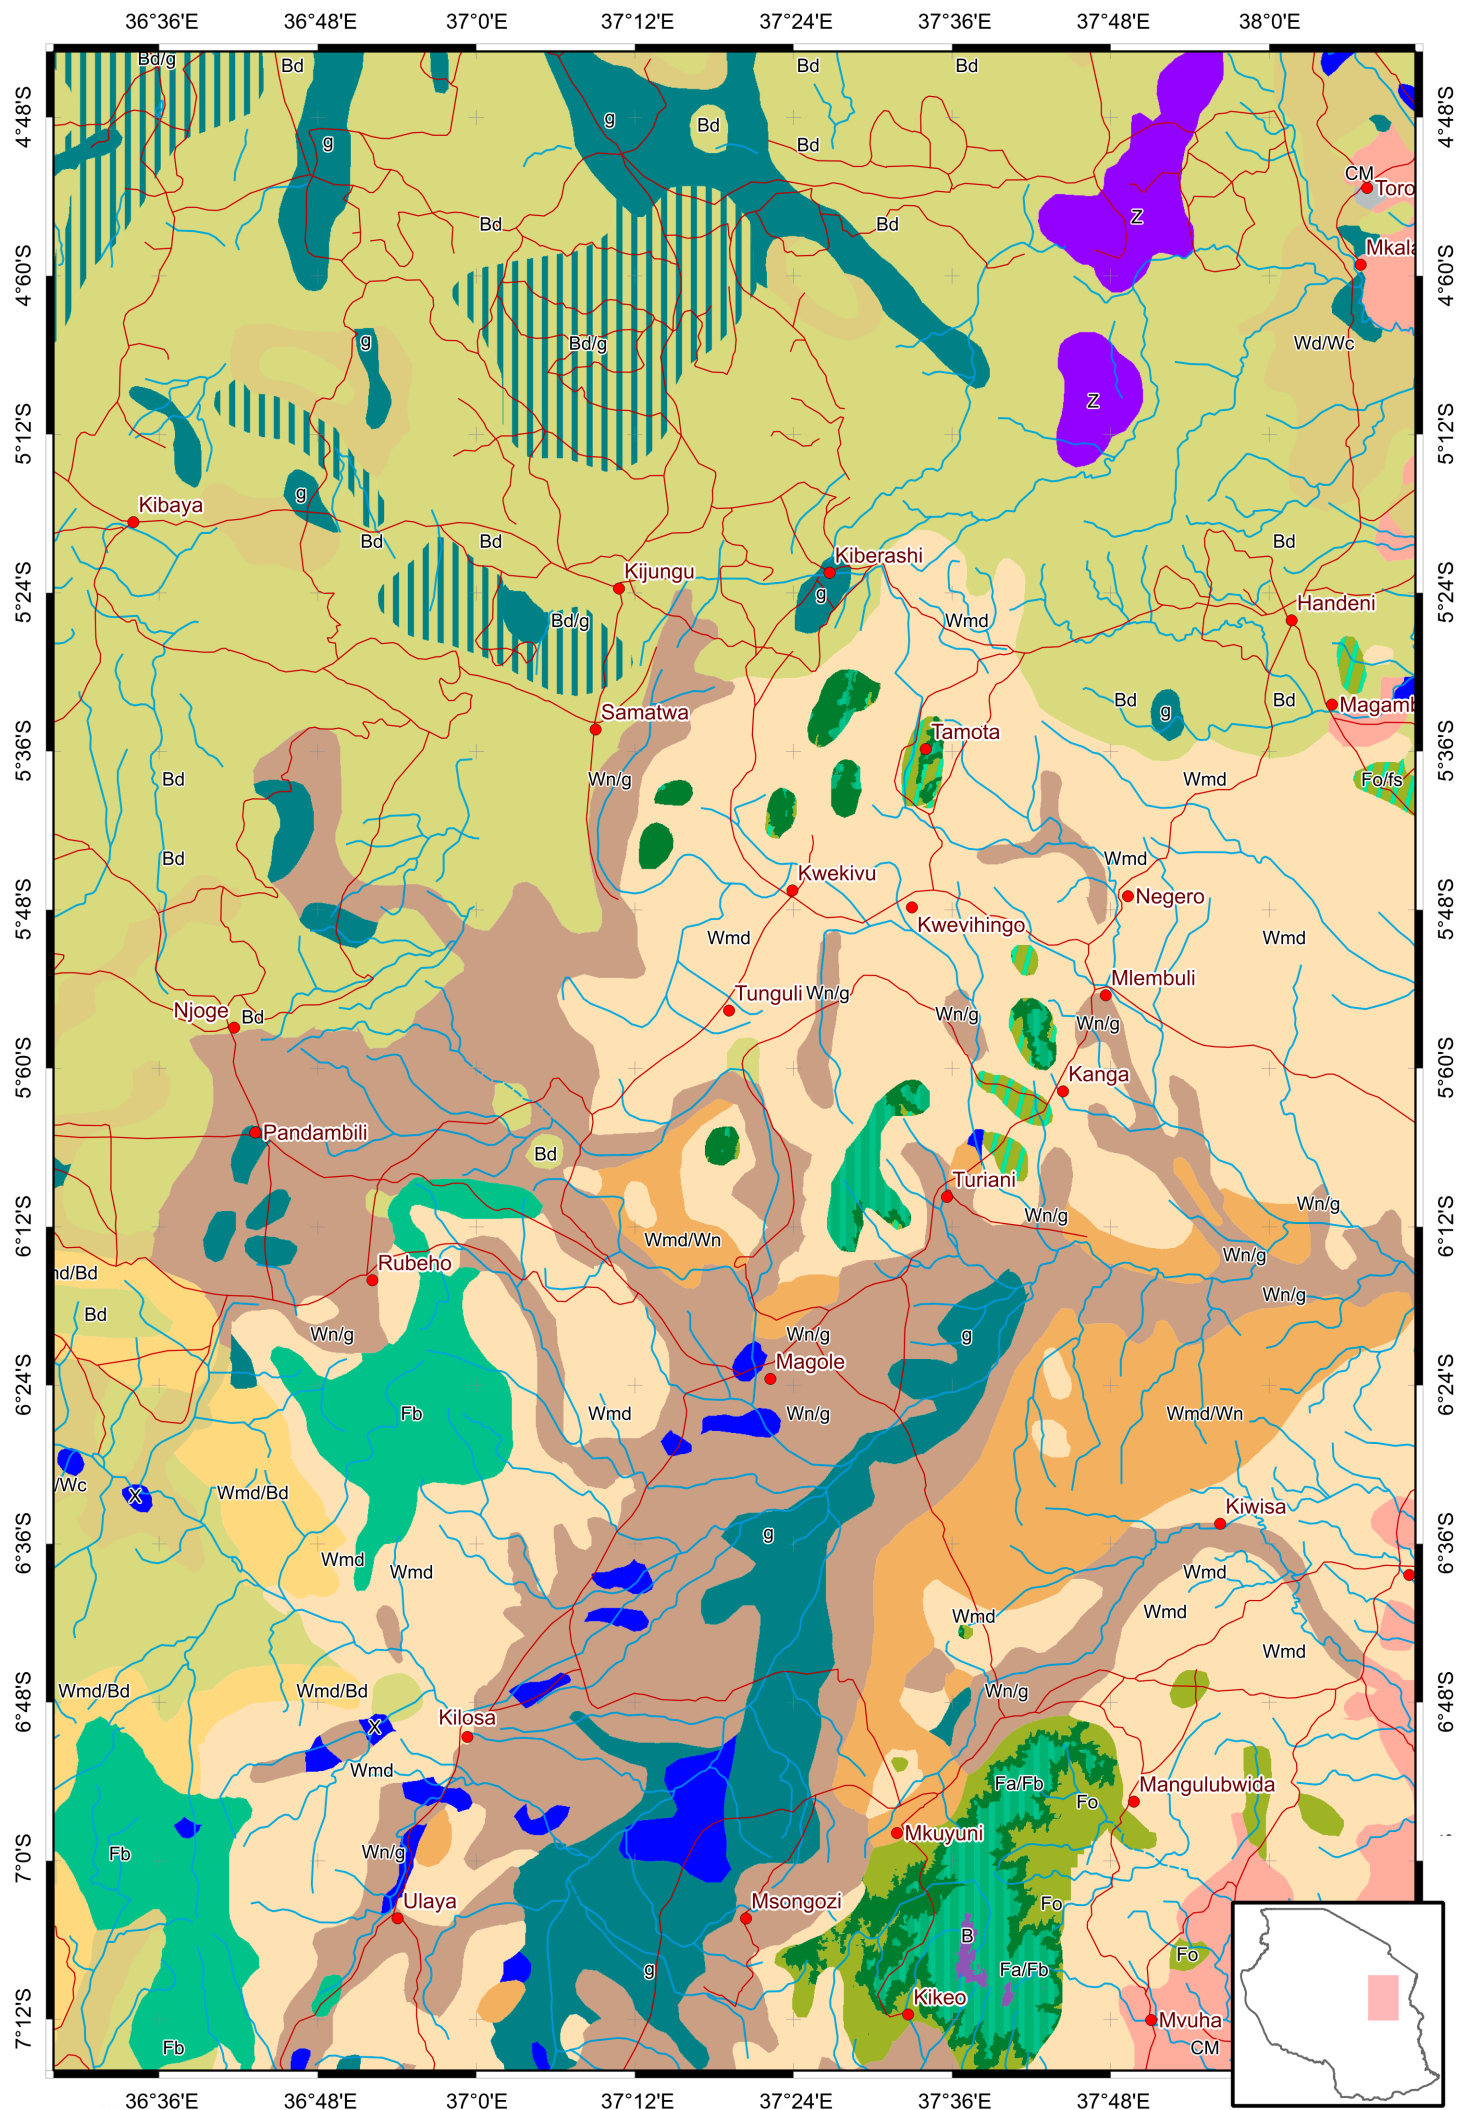 36°36'E 36°48'E 37°0'E 37°12'E 37°24'E 37°36'E 37°48'E 38°0'E
Bd/g Bd Bd Bd
4°48'S g g Bd Bd 4°48'S
CM
Toro
Bd Bd Z
Mkala
4°60'S 4°60'S
g Bd/g Wd/Wc
Z
5°12'S 5°12'S
g
Kibaya
Bd Bd Bd
Kiberashi
Kijungu
5°24'S g 5°24'S
Handeni
Bd/g Wmd
Bd g Bd
Magamb
Samatwa
Tamota
5°36'S 5°36'S
Bd Wn/g Wmd Fo/fs
Bd Wmd
Kwekivu
Negero
5°48'S 5°48'S
Kwevihingo
Wmd Wmd
Mlembuli
Tunguli Wn/g
Njoge Bd Wn/g Wn/g
5°60'S 5°60'S
Kanga
Pandambili
Bd
Turiani
Wn/g Wn/g
6°12'S 6°12'S
Wmd/Wn Wn/g
Rubeho
nd/Bd
Wn/g
Bd
Wn/g Wn/g g
Magole
6°24'S 6°24'S
Fb Wmd Wn/g Wmd/Wn
/Wc X Wmd/Bd
Kiwisa
g
6°36'S 6°36'S
Wmd Wmd Wmd
Wmd Wmd
Wmd
Wmd/Bd Wmd/Bd Wn/g
6°48'S 6°48'S
Kilosa
X
Wmd
Fa/Fb Mangulubwida
Fo
Mkuyuni
7°0'S
Fb Wn/g
Ulaya Msongozi Fo
B
Fo
g Fa/Fb
Kikeo
7°12'S
Mvuha
Fb CM
36°36'E 36°48'E 37°0'E 37°12'E 37°24'E 37°36'E 37°48'E